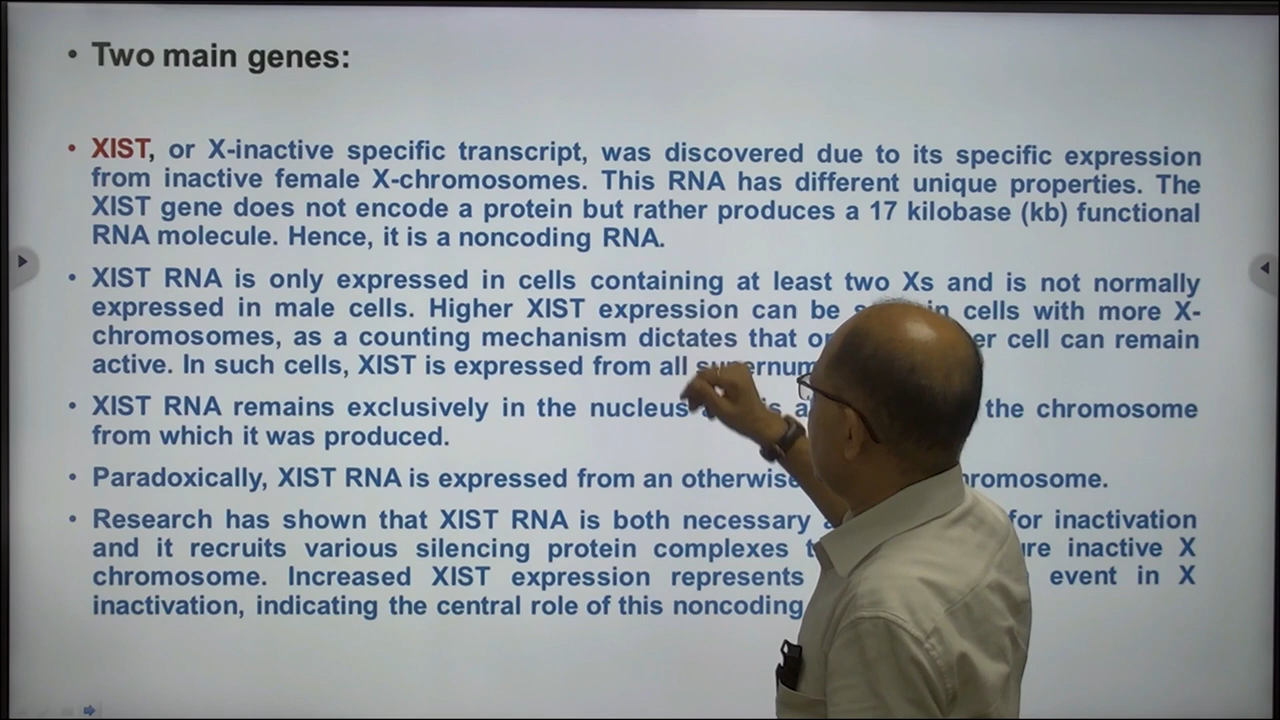 • Two main genes:
• XIST, or X-inactive specific transcript, was discovered due to its specific expression
from inactive female X-chromosomes. This RNA has different unique properties. The
XIST gene does not encode a protein but rather produces a 17 kilobase (kb) functional
RNA molecule. Hence, it is a noncoding RNA.
• XIST RNA is only expressed in cells containing at least two Xs and is not normally
expressed in male cells. Higher XIST expression can be in cells with more X-
chromosomes, as a counting mechanism dictates that cell can remain
active. In such cells, XIST is expressed from all
• XIST RNA remains exclusively in the nucleus the chromosome
from which it was produced.
• Paradoxically, XIST RNA is expressed from an otherwise
• Research has shown that XIST RNA is both necessary for inactivation
and it recruits various silencing protein complexes inactive X
chromosome. Increased XIST expression represents event in X
inactivation, indicating the central role of this noncoding